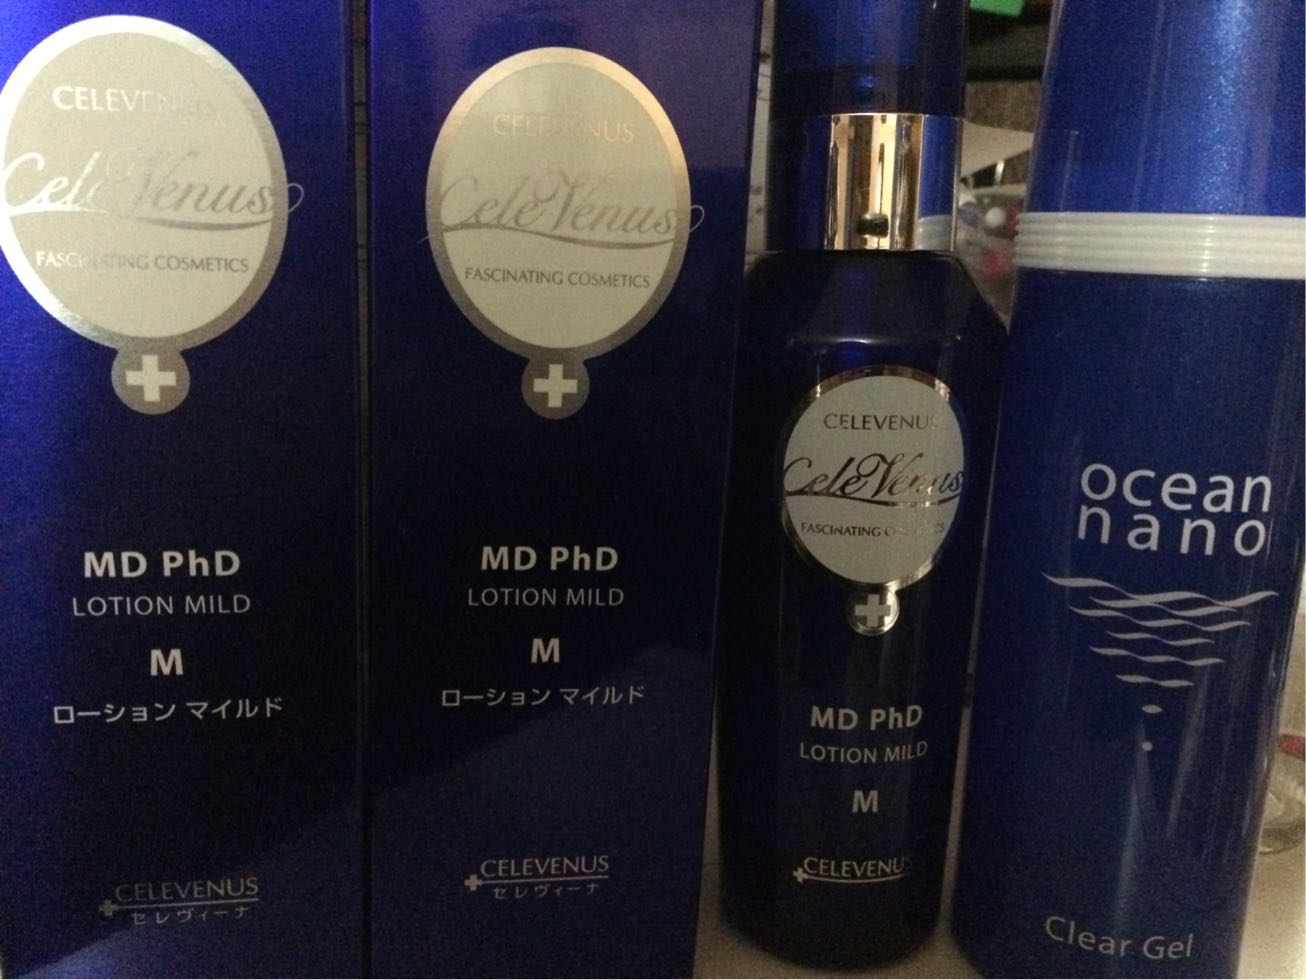 CELEVENUS
CeleVenus
FASCINATING COSMETICS
MD PhD
LOTION MILD
M
ローション マイルド
CELEVENUS
セレヴィーナ
CELEVENUS
CeleVenus
FASCINATING COSMETICS
MD PhD
LOTION MILD
M
ローション マイルド
CELEVENUS
セレヴィーナ
CELEVENUS
CeleVenus
FASCINATING COSMETICS
MD PhD
LOTION MILD
M
CELEVENUS
ocean
nano
Clear Gel